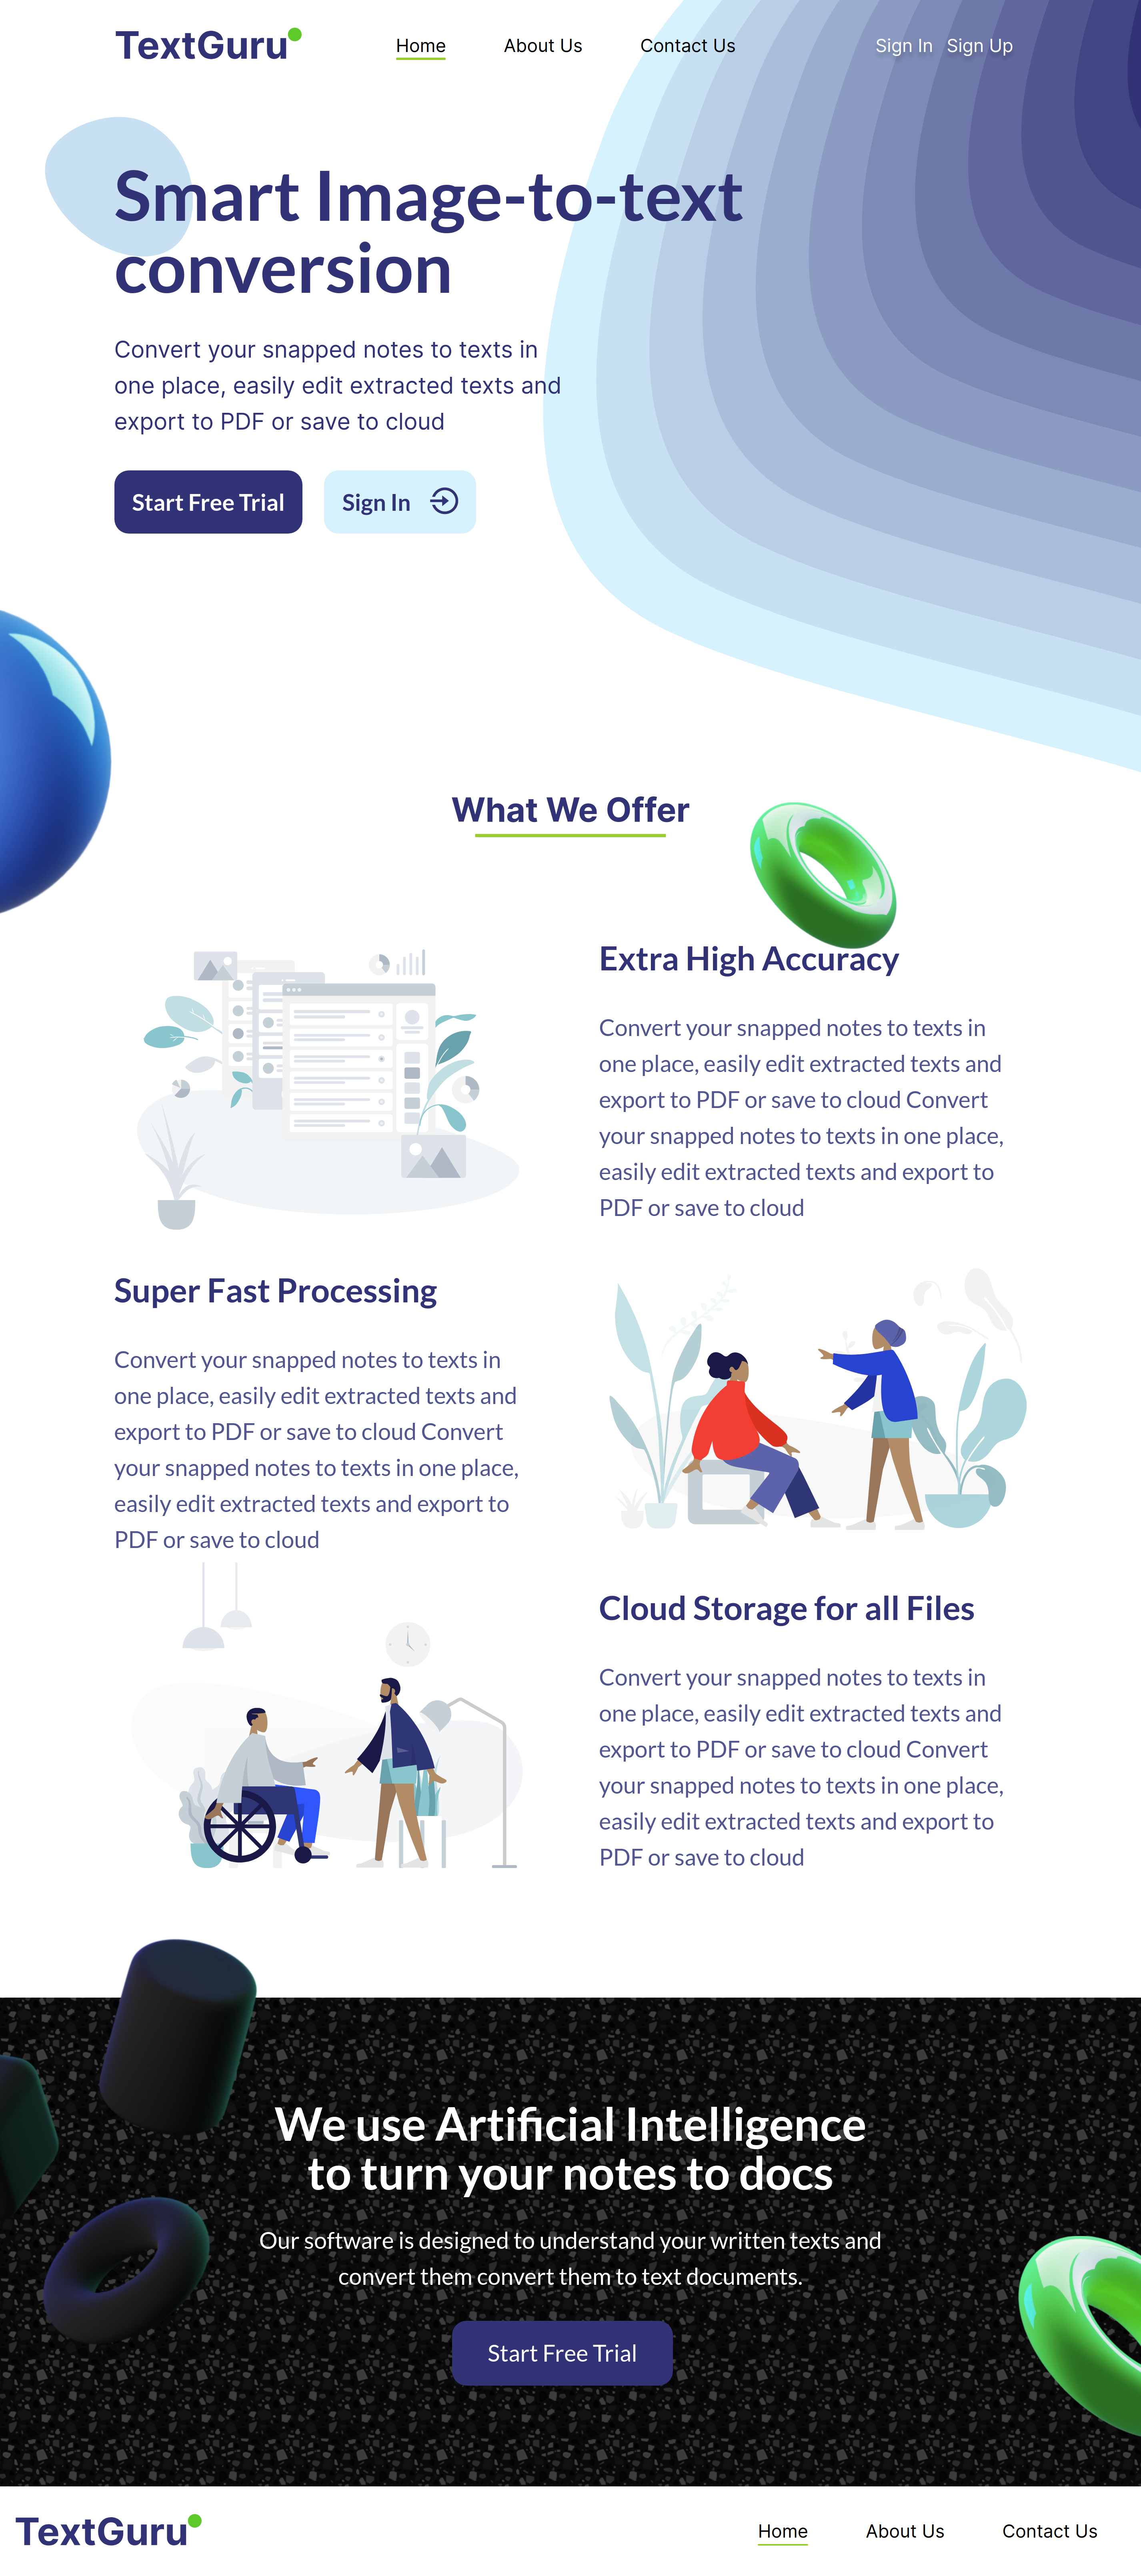 TextGuru
Home About Us Contact Us Sign In Sign Up
Smart Image-to-text
conversion
Convert your snapped notes to texts in
one place, easily edit extracted texts and
export to PDF or save to cloud
Start Free Trial Sign In
What We Offer
Extra High Accuracy
Convert your snapped notes to texts in
one place, easily edit extracted texts and
export to PDF or save to cloud Convert
your snapped notes to texts in one place,
easily edit extracted texts and export to
PDF or save to cloud
Super Fast Processing
Convert your snapped notes to texts in
one place, easily edit extracted texts and
export to PDF or save to cloud Convert
your snapped notes to texts in one place,
easily edit extracted texts and export to
PDF or save to cloud
Cloud Storage for all Files
Convert your snapped notes to texts in
one place, easily edit extracted texts and
export to PDF or save to cloud Convert
your snapped notes to texts in one place,
easily edit extracted texts and export to
PDF or save to cloud
We use Artificial Intelligence
to turn your notes to docs
Our software is designed to understand your written texts and
convert them convert them to text documents.
Start Free Trial
TextGuru
Home About Us Contact Us